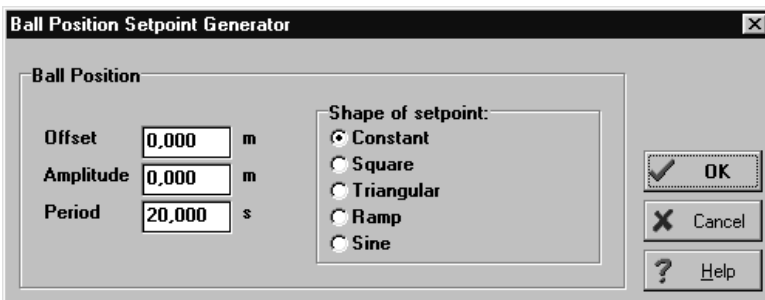 Ball Position Setpoint Generator
Ball Position
Offset 0,000 m
Amplitude 0,000 m
Period 20,000 s
Shape of setpoint:
Constant
Square
Triangular
Ramp
Sine
OK
Cancel
Help